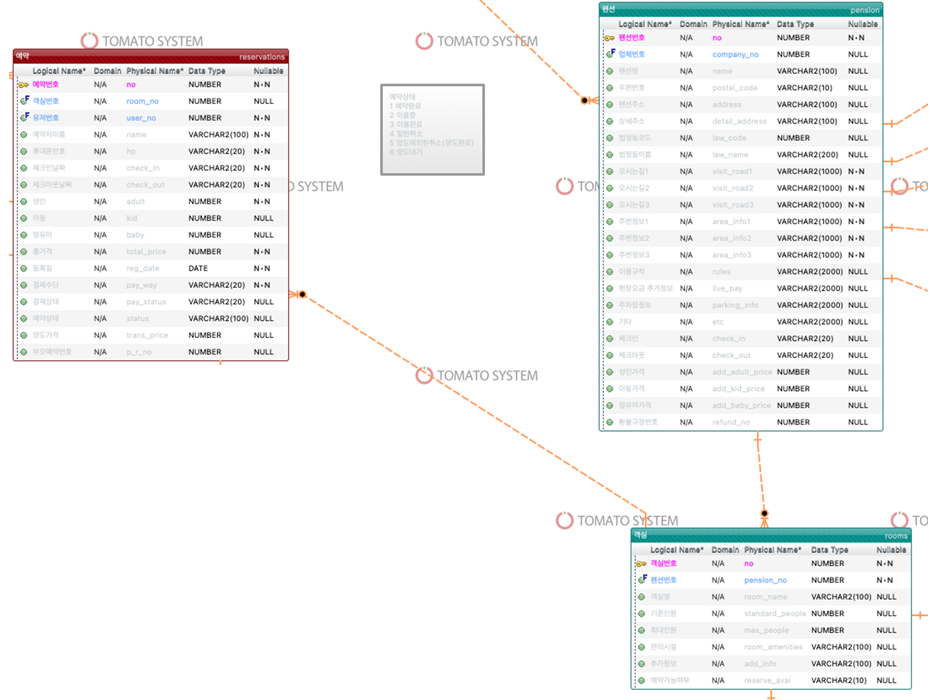 TOMATO SYSTEM
TOMATO SYSTEM
예약 reservations
Logical Name* Domain Physical Name* Data Type Nullable
예약번호 N/A no NUMBER N·N
객실번호 N/A room_no NUMBER NULL
유저번호 N/A user_no NUMBER N·N
예약자이름 N/A name VARCHAR2(100) N·N
휴대폰번호 N/A hp VARCHAR2(20) N·N
체크인날짜 N/A check_in VARCHAR2(20) N·N
체크아웃날짜 N/A check_out VARCHAR2(20) N·N
성인 N/A adult NUMBER N·N
아동 N/A kid NUMBER NULL
영유아 N/A baby NUMBER NULL
총가격 N/A total_price NUMBER N·N
등록일 N/A reg_date DATE N·N
결제수단 N/A pay_way VARCHAR2(20) N·N
결제상태 N/A pay_status VARCHAR2(20) NULL
예약상태 N/A status VARCHAR2(100) NULL
양도가격 N/A trans_price NUMBER NULL
부모예약번호 N/A p_r_no NUMBER NULL
예약상태
1 예약완료
2 이용중
3 이용완료
4 일반취소
5 양도에의한취소(양도완료)
6 양도대기
펜션 pension
Logical Name* Domain Physical Name* Data Type Nullable
펜션번호 N/A no NUMBER N·N
업체번호 N/A company_no NUMBER NULL
펜션명 N/A name VARCHAR2(100) NULL
우편번호 N/A postal_code VARCHAR2(10) NULL
펜션주소 N/A address VARCHAR2(100) NULL
상세주소 N/A detail_address VARCHAR2(100) NULL
법정동코드 N/A law_code NUMBER NULL
법정동이름 N/A law_name VARCHAR2(200) NULL
오시는길1 N/A visit_road1 VARCHAR2(1000) N·N
오시는길2 N/A visit_road2 VARCHAR2(1000) N·N
오시는길3 N/A visit_road3 VARCHAR2(1000) N·N
주변정보1 N/A area_info1 VARCHAR2(1000) N·N
주변정보2 N/A area_info2 VARCHAR2(1000) N·N
주변정보3 N/A area_info3 VARCHAR2(1000) N·N
이용규칙 N/A rules VARCHAR2(2000) NULL
현장요금 추가정보 N/A live_pay VARCHAR2(2000) NULL
주차장정보 N/A parking_info VARCHAR2(2000) NULL
기타 N/A etc VARCHAR2(2000) NULL
체크인 N/A check_in VARCHAR2(20) NULL
체크아웃 N/A check_out VARCHAR2(20) NULL
성인가격 N/A add_adult_price NUMBER NULL
아동가격 N/A add_kid_price NUMBER NULL
영유아가격 N/A add_baby_price NUMBER NULL
환불규정번호 N/A refund_no NUMBER NULL
SYSTEM
TOM
TO
TOMATO SYSTEM
TOMATO SYSTEM
TO
객실 rooms
Logical Name* Domain Physical Name* Data Type Nullable
객실번호 N/A no NUMBER N·N
펜션번호 N/A pension_no NUMBER N·N
객실명 N/A room_name VARCHAR2(100) NULL
기준인원 N/A standard_people NUMBER NULL
최대인원 N/A max_people NUMBER NULL
편의시설 N/A room_amenities VARCHAR2(100) NULL
추가정보 N/A add_info VARCHAR2(100) NULL
예약가능여부 N/A reserve_avai VARCHAR2(10) NULL